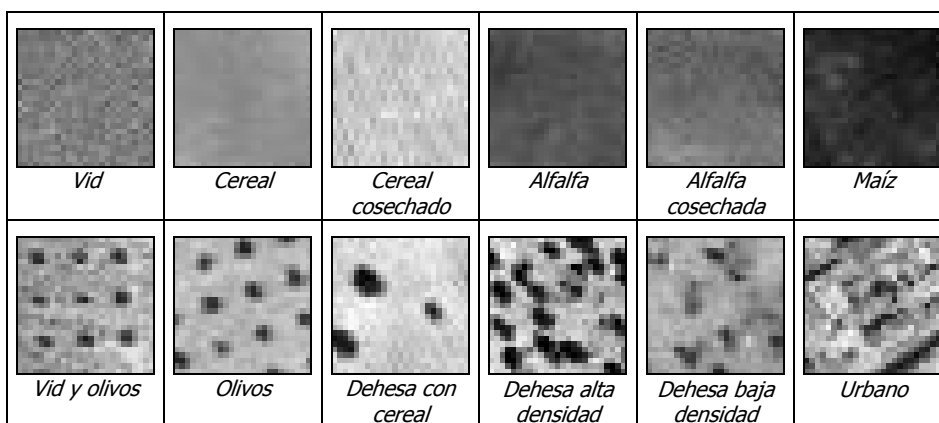 Vid
Cereal
Cereal
cosechado
Alfalfa
Alfalfa
cosechada
Maíz
Vid y olivos
Olivos
Dehesa con
cereal
Dehesa alta
densidad
Dehesa baja
densidad
Urbano